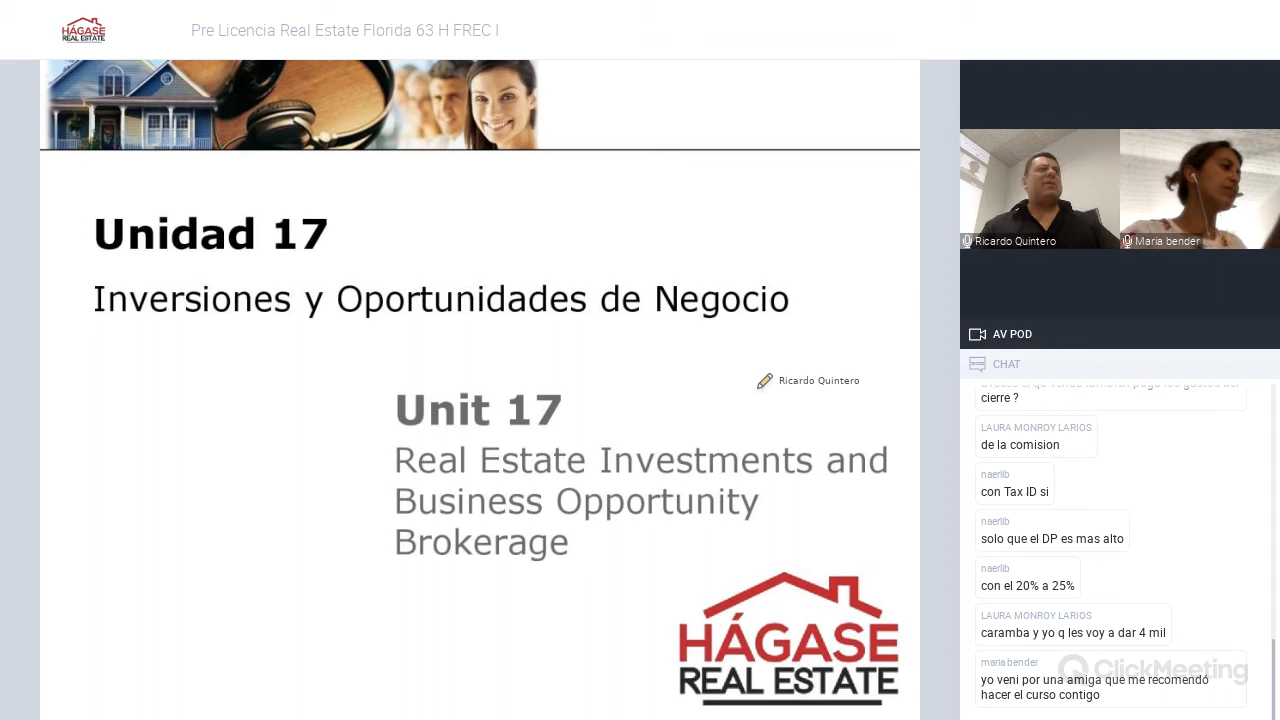 HÁGASE
REAL ESTATE
Pre Licencia Real Estate Florida 63 H FREC I
Unidad 17
Inversiones y Oportunidades de Negocio
Ricardo Quintero
Unit 17
Real Estate Investments and
Business Opportunity
Brokerage
HÁGASE
REAL ESTATE
Ricardo Quintero
Maria bender
AV POD
CHAT
cierre ?
LAURA MONROY LARIOS
de la comision
naerlib
con Tax ID si
naerlib
solo que el DP es mas alto
naerlib
con el 20% a 25%
LAURA MONROY LARIOS
caramba y yo q les voy a dar 4 mil
maria bender
yo veni por una amiga que me recomendó
hacer el curso contigo
ClickMeeting